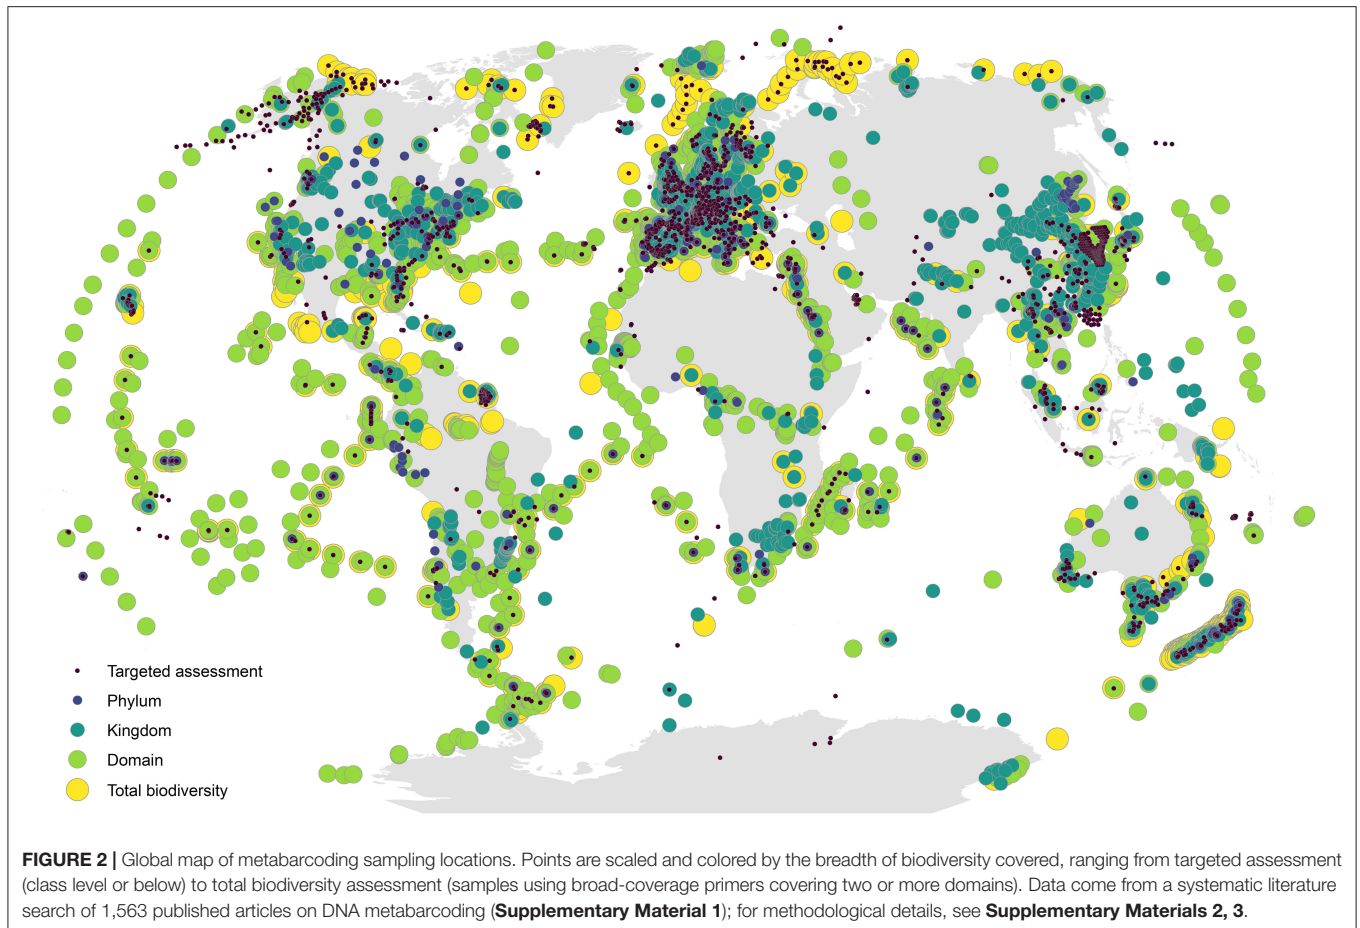 Targeted assessment
Phylum
Kingdom
Domain
Total biodiversity
FIGURE 2 | Global map of metabarcoding sampling locations. Points are scaled and colored by the breadth of biodiversity covered, ranging from targeted assessment
(class level or below) to total biodiversity assessment (samples using broad-coverage primers covering two or more domains). Data come from a systematic literature
search of 1,563 published articles on DNA metabarcoding (Supplementary Material 1); for methodological details, see Supplementary Materials 2, 3.